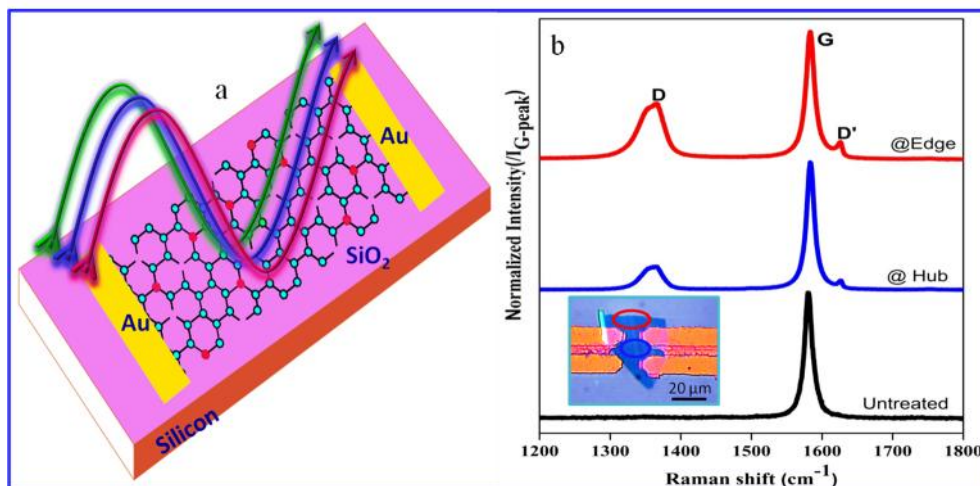 a
Au
SiO2
Au
Silicon
b
Normalized Intensity(/I_G-peak)
G
D
D'
@Edge
@ Hub
20 μm
Untreated
1200 1300 1400 1500 1600 1700 1800
Raman shift (cm⁻¹)